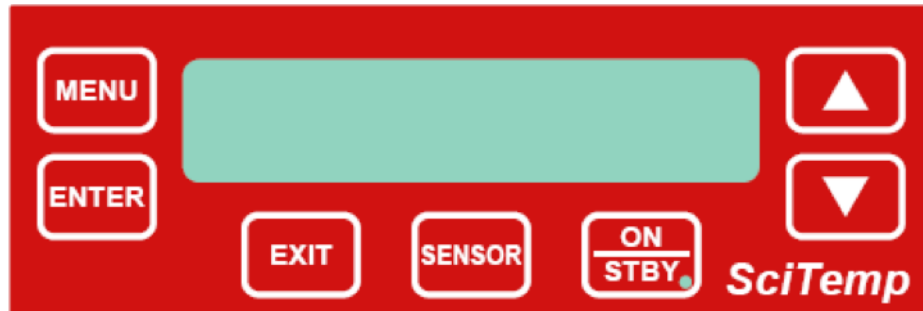 MENU
ENTER
EXIT
SENSOR
ON
STBY
SciTemp